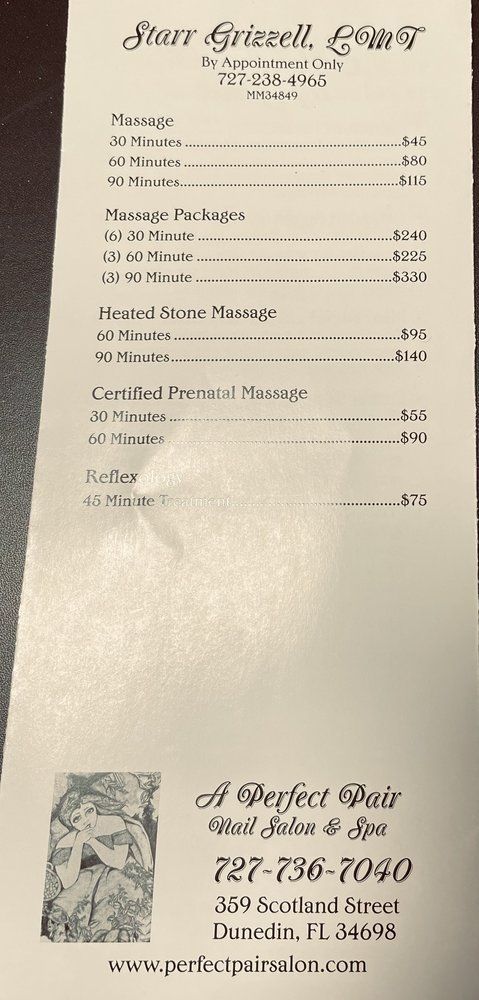 Starr Grizzell, LMT
By Appointment Only
727-238-4965
MM34849
Massage
30 Minutes ................................................$45
60 Minutes ................................................$80
90 Minutes................................................$115
Massage Packages
(6) 30 Minute ............................................$240
(3) 60 Minute ............................................$225
(3) 90 Minute ............................................$330
Heated Stone Massage
60 Minutes ..................................................$95
90 Minutes..................................................$140
Certified Prenatal Massage
30 Minutes ....................................................$55
60 Minutes ....................................................$90
Reflexology
45 Minute Treatment......................................$75
A Perfect Pair
Nail Salon & Spa
727~736~7040
359 Scotland Street
Dunedin, FL 34698
www.perfectpairsalon.com